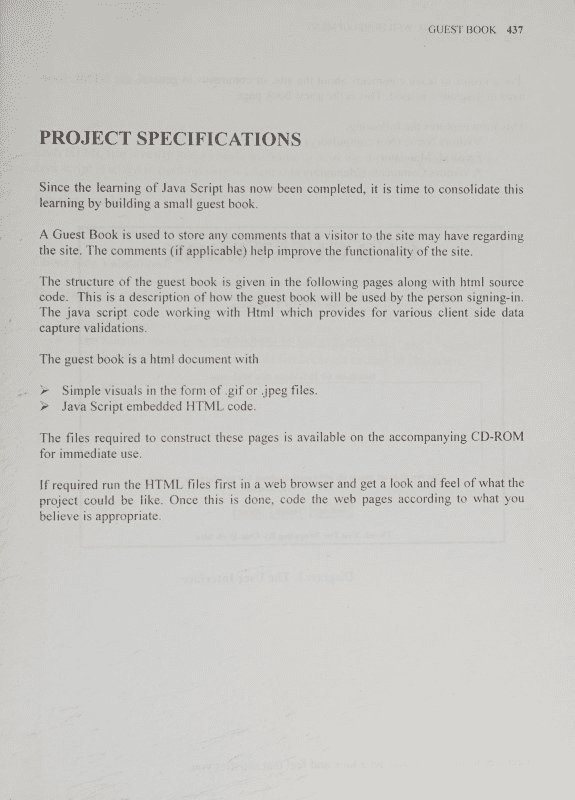 GUEST BOOK 437
PROJECT SPECIFICATIONS
Since the learning of Java Script has now been completed, it is time to consolidate this
learning by building a small guest book.
A Guest Book is used to store any comments that a visitor to the site may have regarding
the site. The comments (if applicable) help improve the functionality of the site.
The structure of the guest book is given in the following pages along with html source
code. This is a description of how the guest book will be used by the person signing-in.
The java script code working with Html which provides for various client side data
capture validations.
The guest book is a html document with
➢ Simple visuals in the form of .gif or .jpeg files.
➢ Java Script embedded HTML code.
The files required to construct these pages is available on the accompanying CD-ROM
for immediate use.
If required run the HTML files first in a web browser and get a look and feel of what the
project could be like. Once this is done, code the web pages according to what you
believe is appropriate.